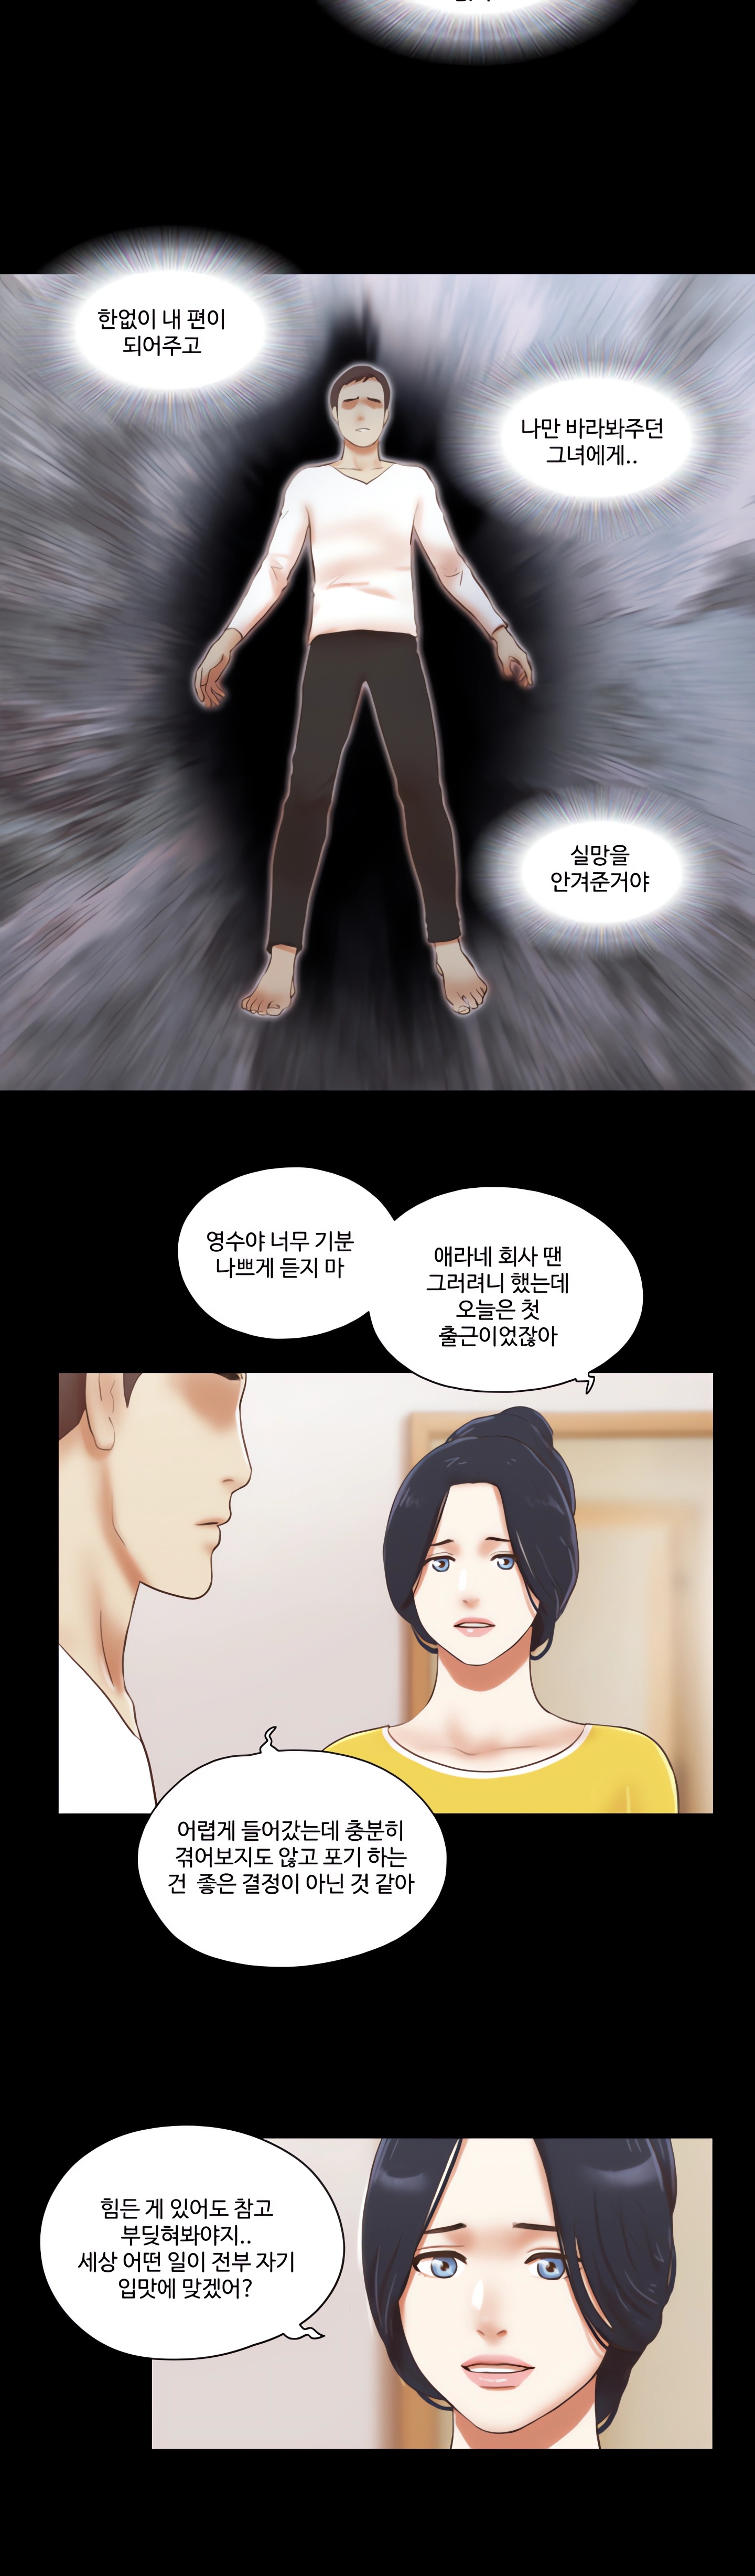 한없이 내 편이
되어주고
나만 바라봐주던
그녀에게..
실망을
안겨준거야
영수야 너무 기분
나쁘게 듣지 마
애라네 회사 땐
그러려니 했는데
오늘은 첫
출근이었잖아
어렵게 들어갔는데 충분히
겪어보지도 않고 포기 하는
건 좋은 결정이 아닌 것 같아
힘든 게 있어도 참고
부딪혀봐야지..
세상 어떤 일이 전부 자기
입맛에 맞겠어?